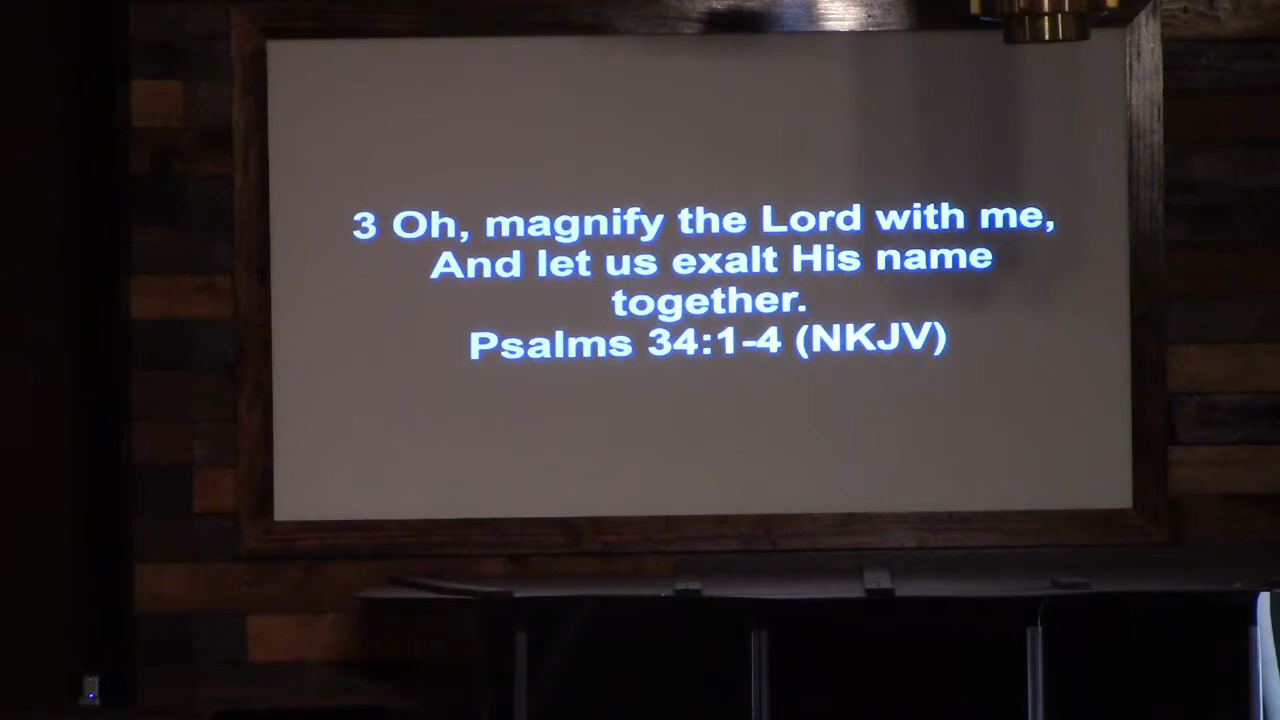 3 Oh, magnify the Lord with me,
And let us exalt His name
together.
Psalms 34:1-4 (NKJV)